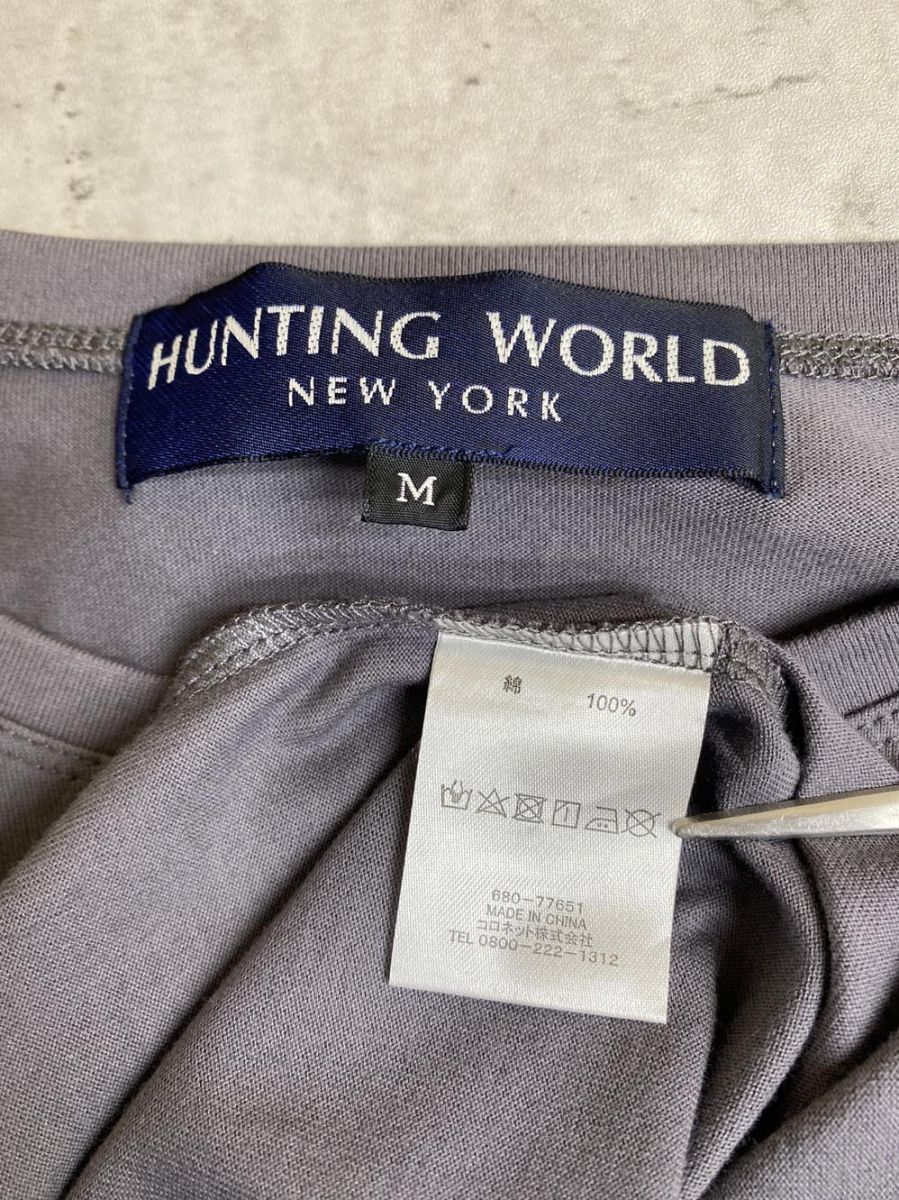 HUNTING WORLD
NEW YORK
M
綿 100%
680-77651
MADE IN CHINA
コロネット株式会社
TEL 0800-222-1312